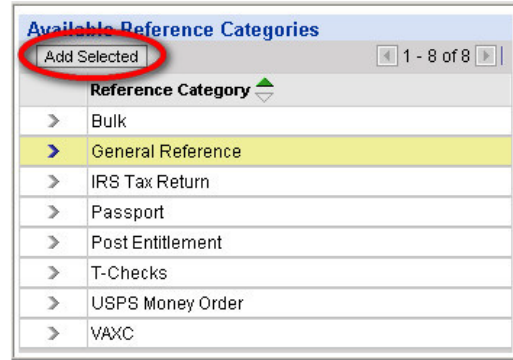 Available Reference Categories
Add Selected 1 - 8 of 8
Reference Category
Bulk
General Reference
IRS Tax Return
Passport
Post Entitlement
T-Checks
USPS Money Order
VAXC